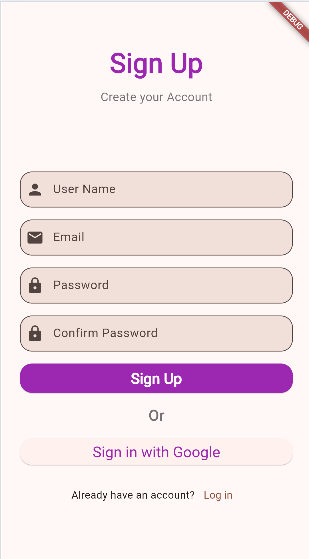 DEBUG
Sign Up
Create your Account
User Name
Email
Password
Confirm Password
Sign Up
Or
Sign in with Google
Already have an account? Log in